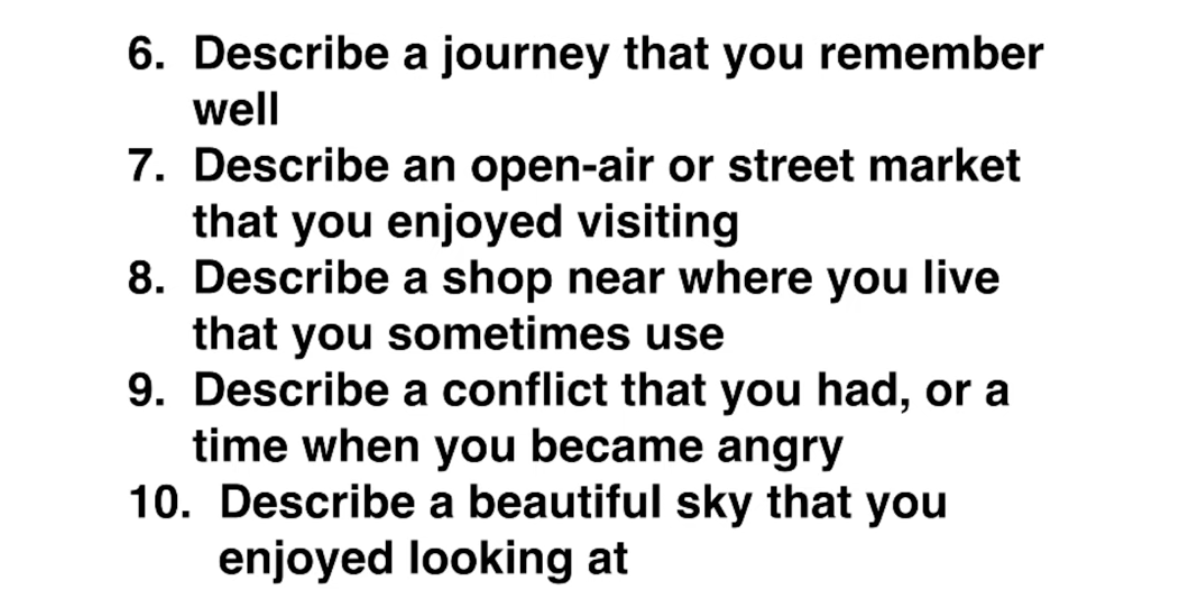 6. Describe a journey that you remember
well
7. Describe an open-air or street market
that you enjoyed visiting
8. Describe a shop near where you live
that you sometimes use
9. Describe a conflict that you had, or a
time when you became angry
10. Describe a beautiful sky that you
enjoyed looking at